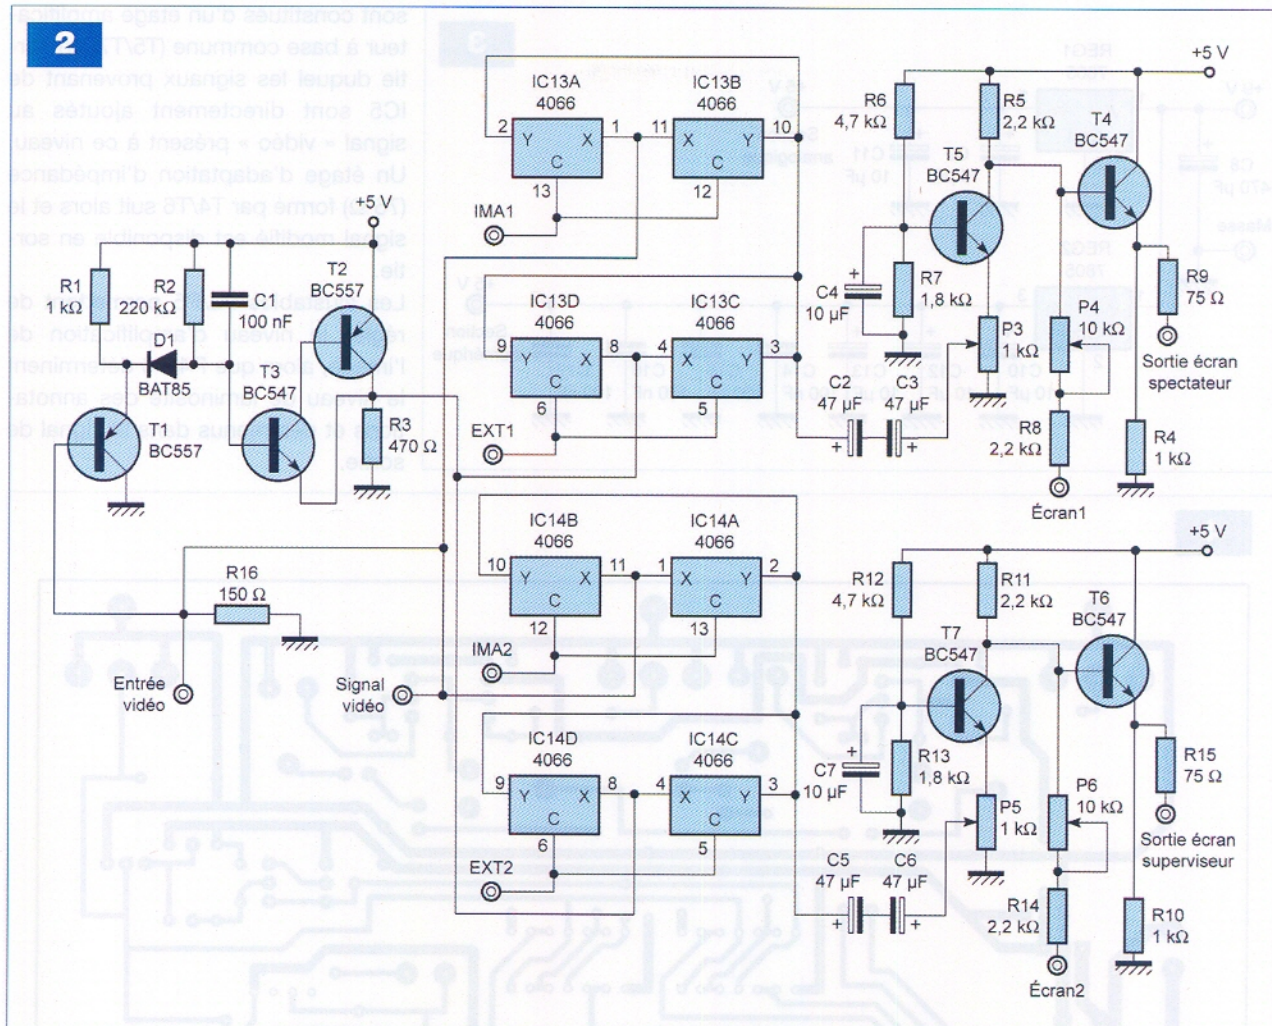 2
+5 V
IC13A
4066
IC13B
4066
2 Y X 1
11 X Y 10
C
C
13
12
IMA1
R6
4,7 kΩ
R5
2,2 kΩ
T4
BC547
T5
BC547
+5 V
R1
1 kΩ
R2
220 kΩ
C1
100 nF
T2
BC557
D1
BAT85
T3
BC547
T1
BC557
R3
470 Ω
IC13D
4066
IC13C
4066
9 Y X 8
4 X Y 3
C
C
6
5
EXT1
C4
10 µF
+
R7
1,8 kΩ
P3
1 kΩ
P4
10 kΩ
R9
75 Ω
Sortie écran
spectateur
C2
47 µF
C3
47 µF
+
+
R8
2,2 kΩ
R4
1 kΩ
Écran1
IC14B
4066
IC14A
4066
10 Y X 11
1 X Y 2
C
C
12
13
IMA2
R16
150 Ω
Entrée
vidéo
Signal
vidéo
+5 V
R12
4,7 kΩ
R11
2,2 kΩ
T6
BC547
T7
BC547
IC14D
4066
IC14C
4066
9 Y X 8
4 X Y 3
C
C
6
5
EXT2
C7
10 µF
+
R13
1,8 kΩ
P5
1 kΩ
P6
10 kΩ
R15
75 Ω
Sortie écran
superviseur
C5
47 µF
C6
47 µF
+
+
R14
2,2 kΩ
R10
1 kΩ
Écran2